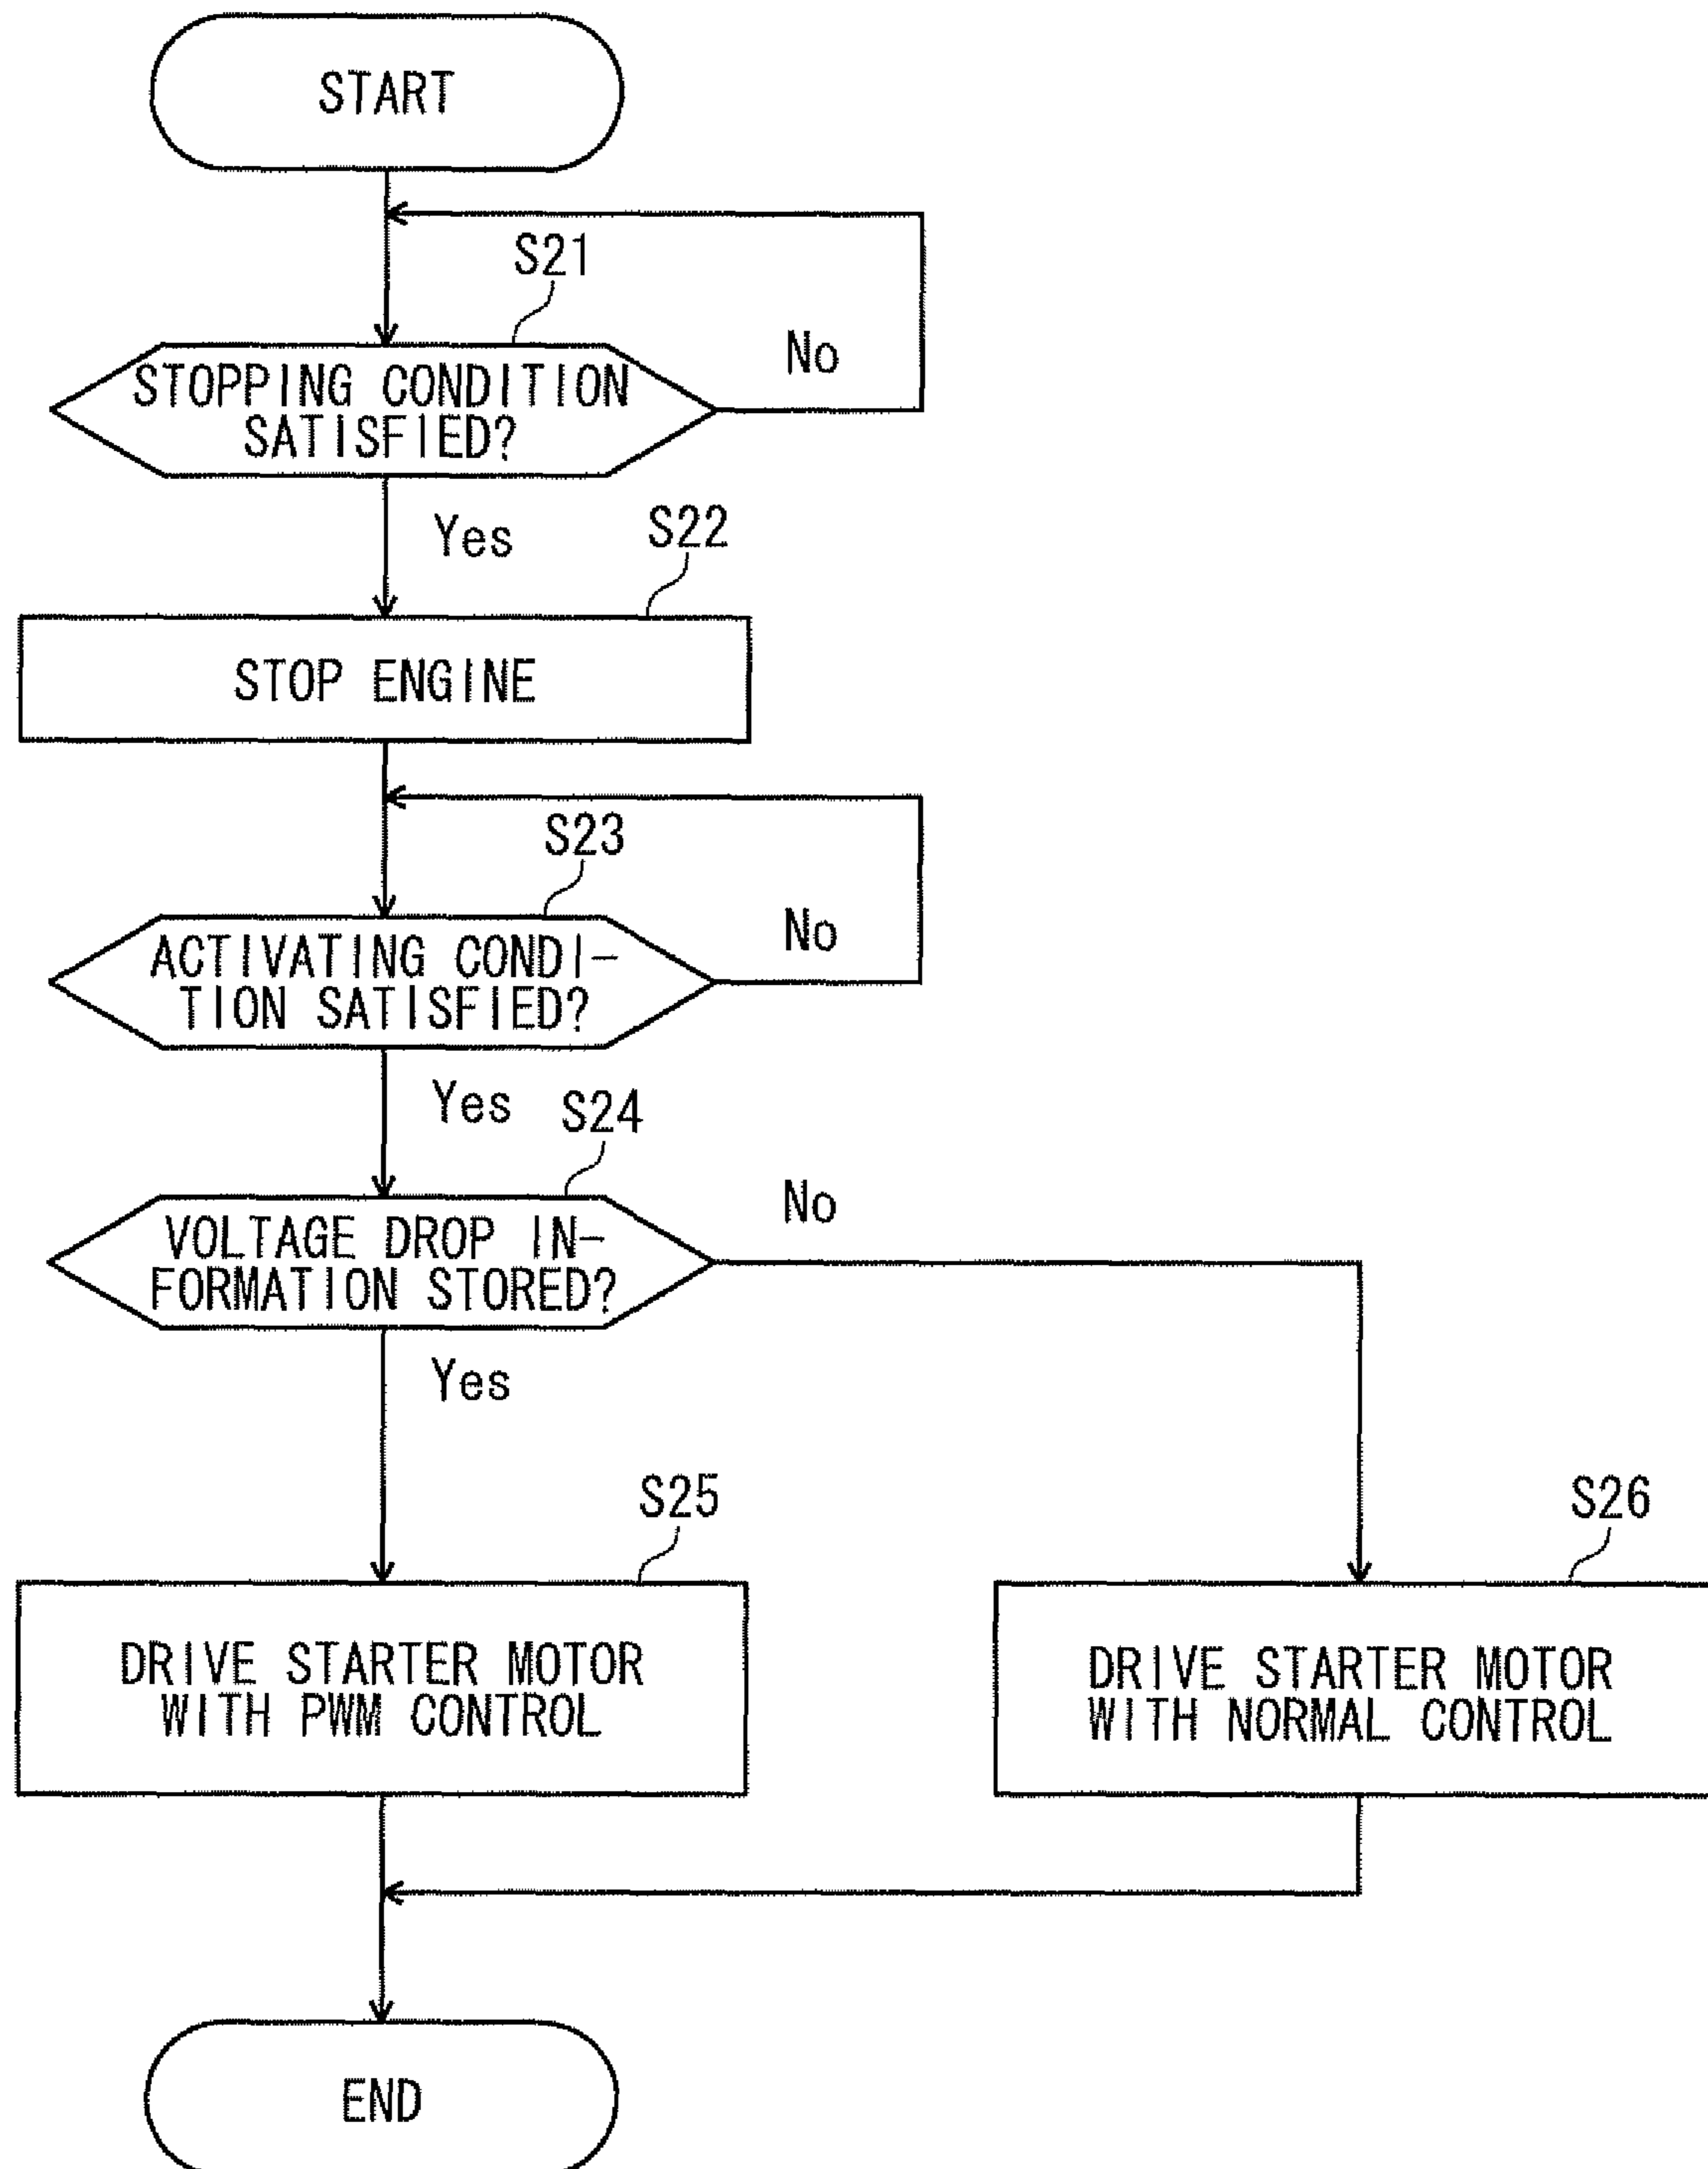 START
S21
No
STOPPING CONDITION
SATISFIED?
Yes
S22
STOP ENGINE
S23
No
ACTIVATING CONDI-
TION SATISFIED?
Yes
S24
No
VOLTAGE DROP IN-
FORMATION STORED?
Yes
S25
S26
DRIVE STARTER MOTOR
WITH PWM CONTROL
DRIVE STARTER MOTOR
WITH NORMAL CONTROL
END